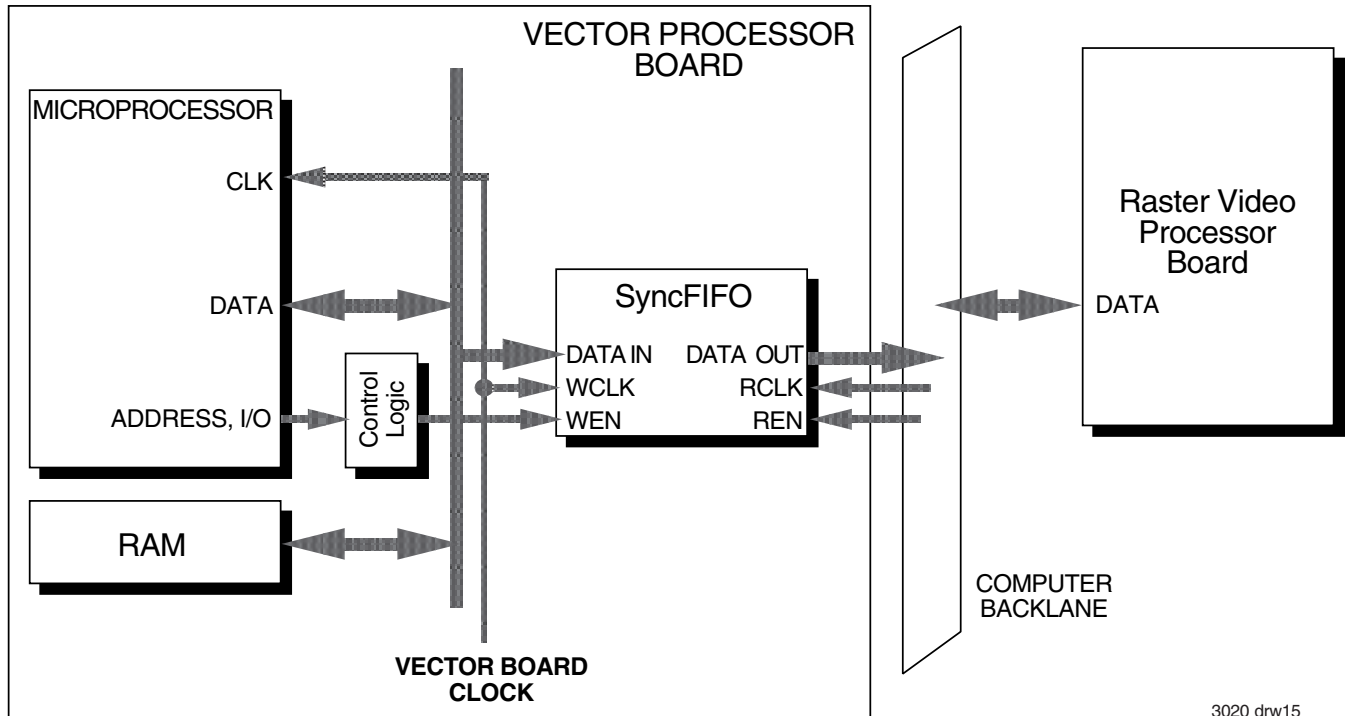 VECTOR PROCESSOR
BOARD
MICROPROCESSOR
CLK
DATA
ADDRESS, I/O
Control
Logic
RAM
SyncFIFO
DATA IN
DATA OUT
WCLK
RCLK
WEN
REN
VECTOR BOARD
CLOCK
COMPUTER
BACKLANE
Raster Video
Processor
Board
DATA
3020 drw15